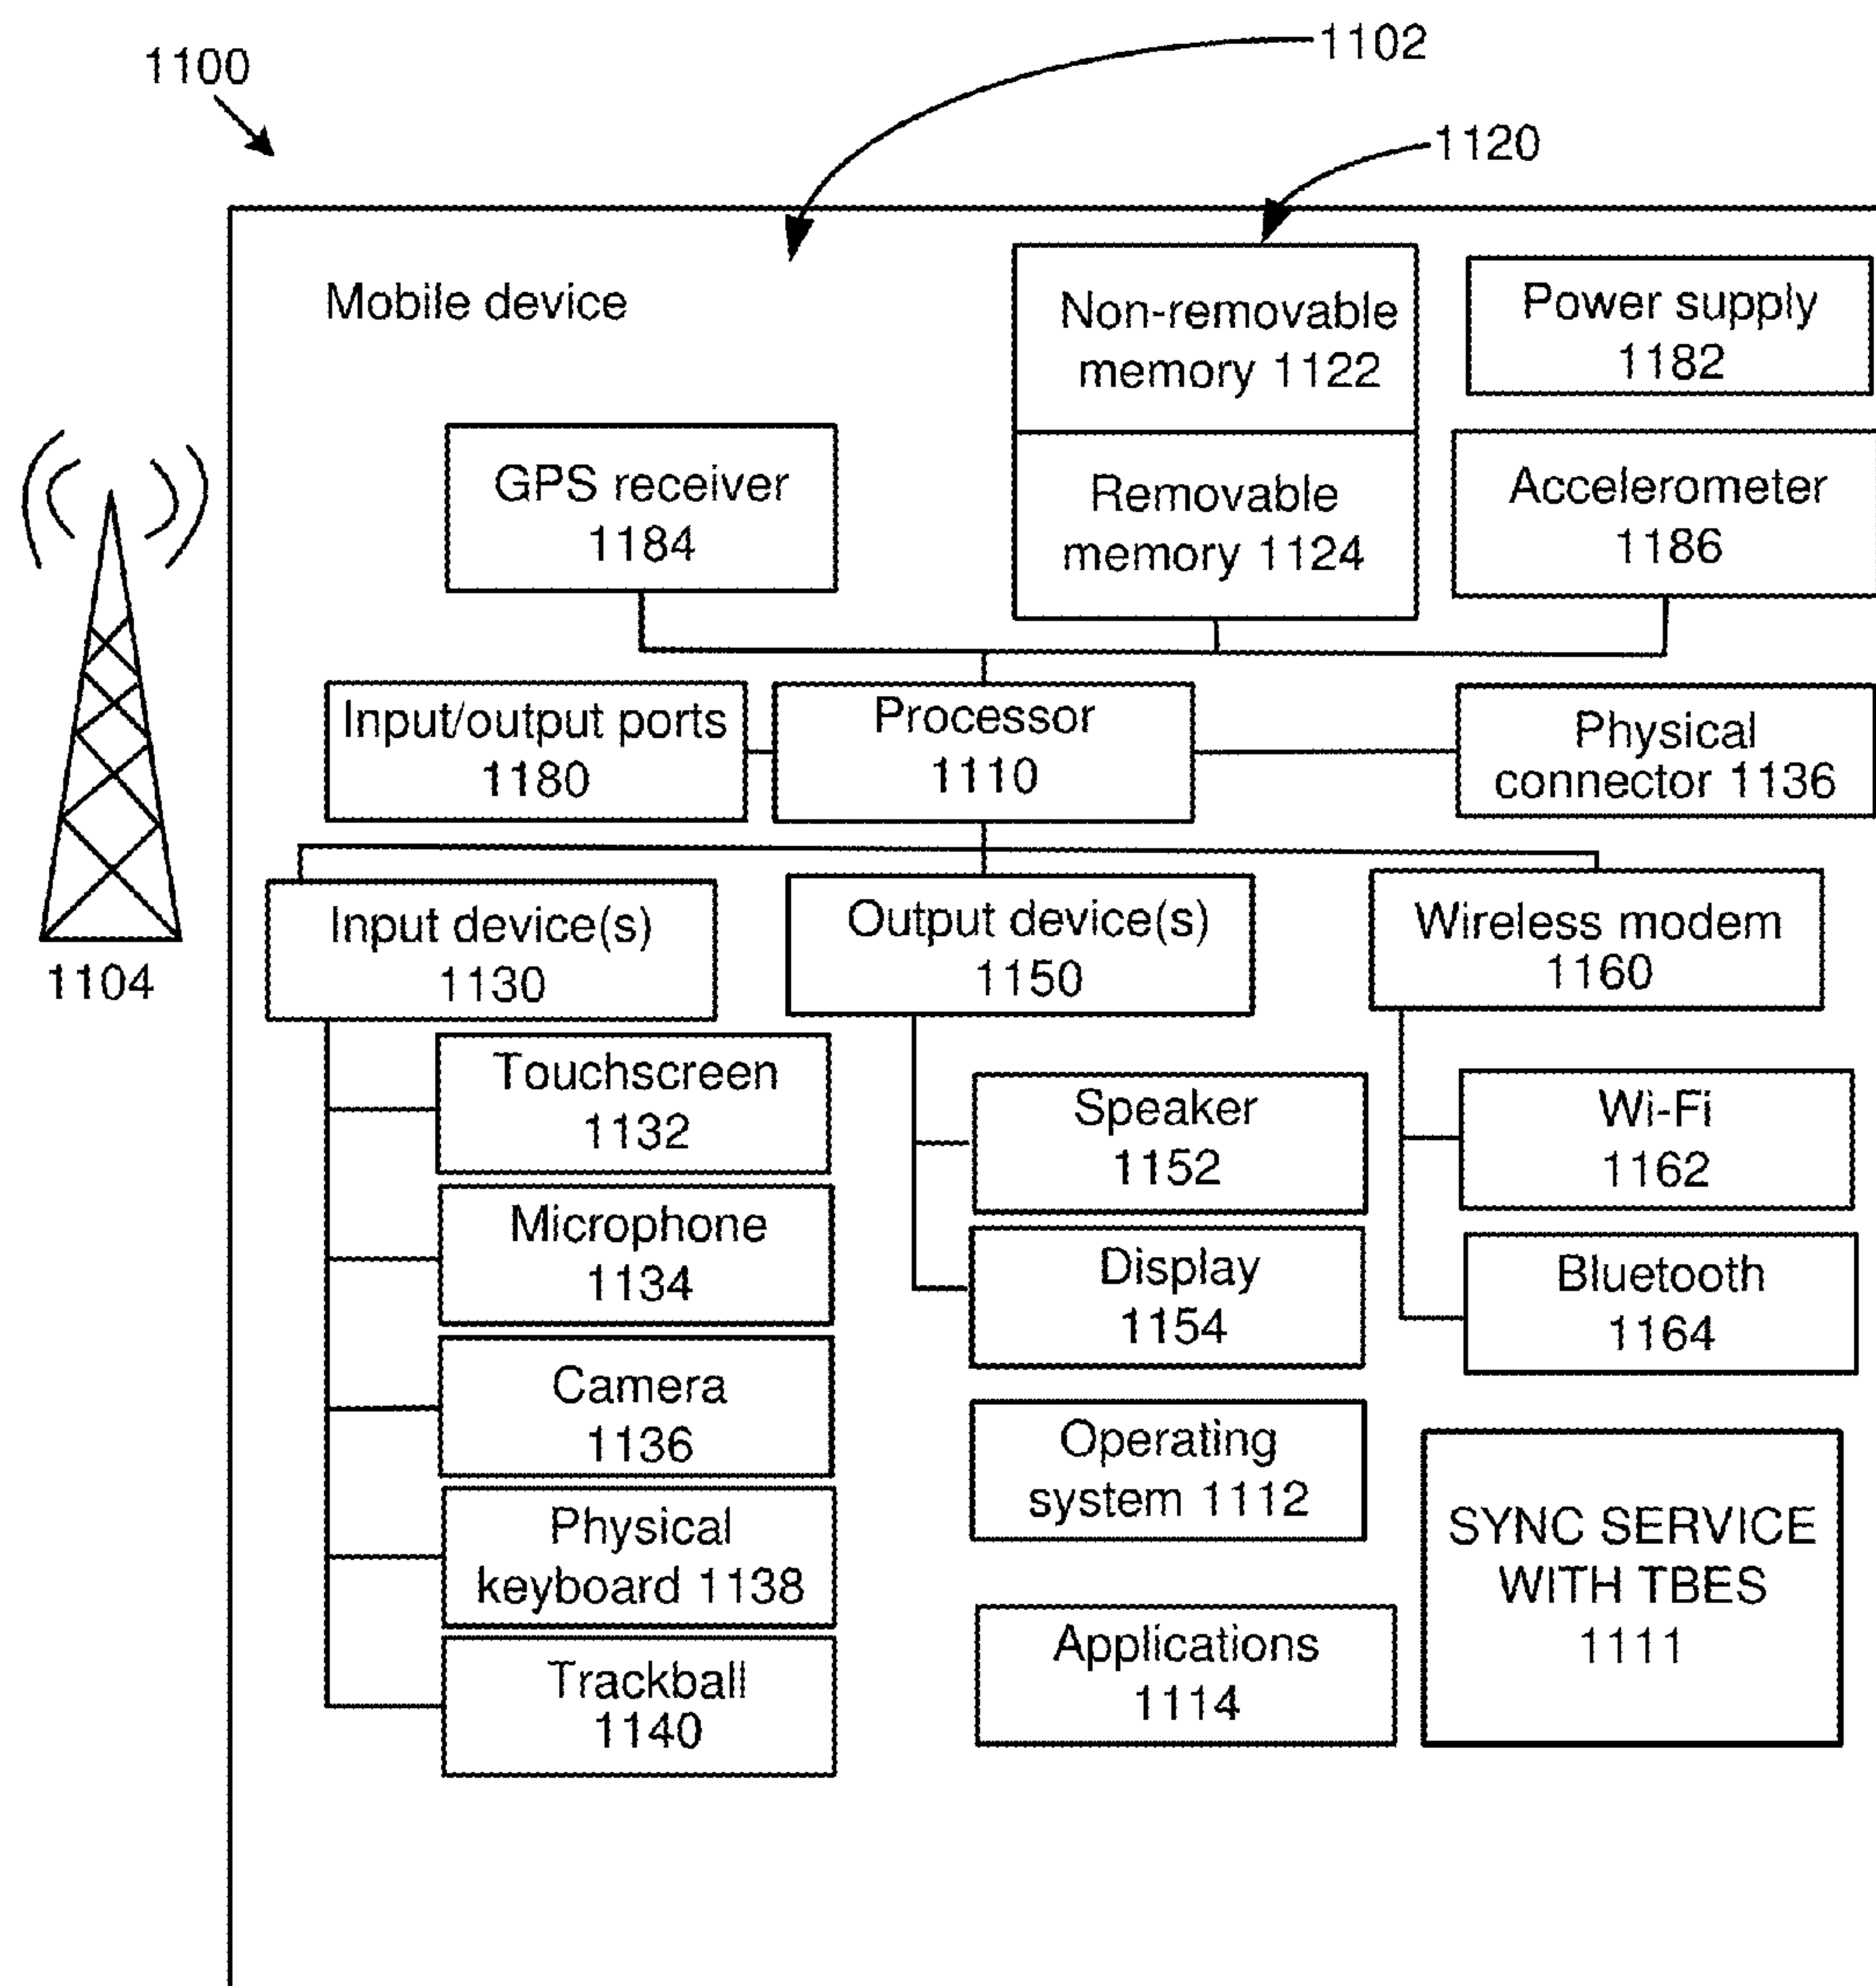 1100
1102
1120
Mobile device
Non-removable
memory 1122
Power supply
1182
GPS receiver
1184
Removable
memory 1124
Accelerometer
1186
Input/output ports
1180
Processor
1110
Physical
connector 1136
1104
Input device(s)
1130
Output device(s)
1150
Wireless modem
1160
Touchscreen
1132
Speaker
1152
Wi-Fi
1162
Microphone
1134
Display
1154
Bluetooth
1164
Camera
1136
Operating
system 1112
Physical
keyboard 1138
SYNC SERVICE
WITH TBES
1111
Applications
1114
Trackball
1140